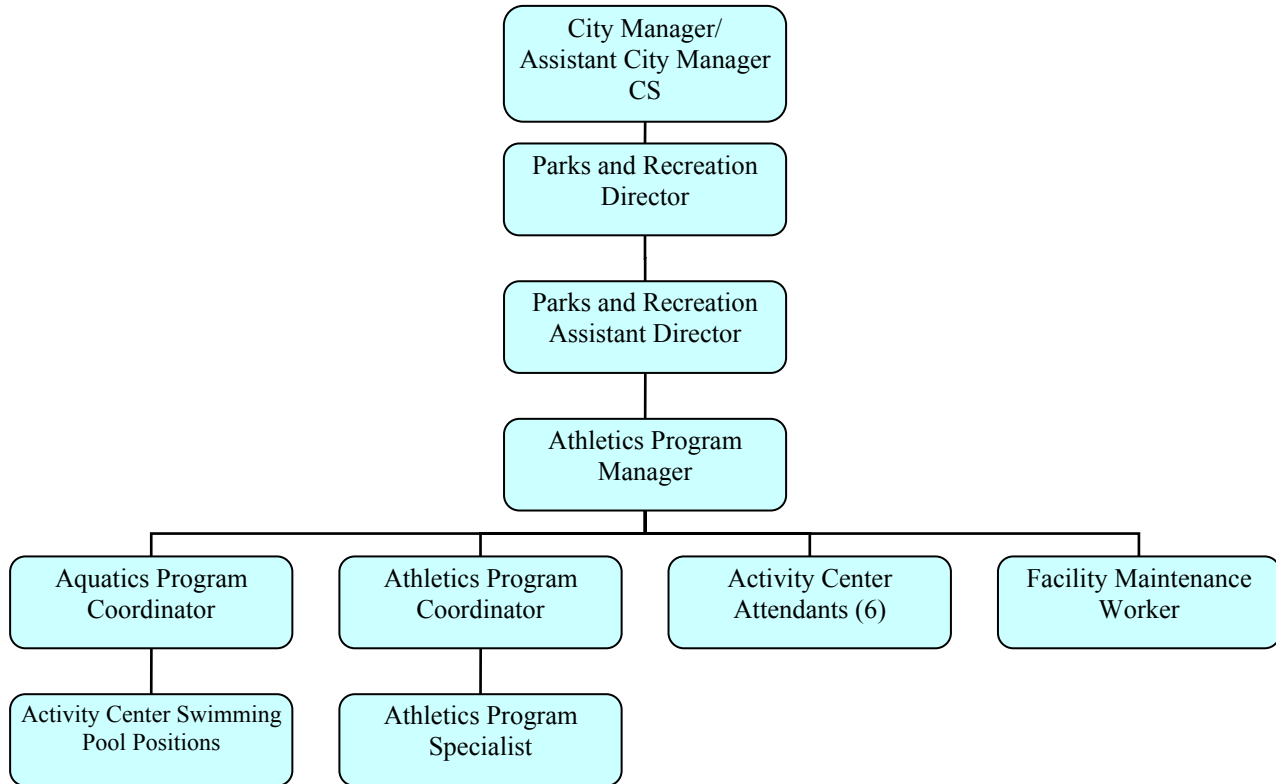 City Manager/
Assistant City Manager
CS
Parks and Recreation
Director
Parks and Recreation
Assistant Director
Athletics Program
Manager
Aquatics Program
Coordinator
Athletics Program
Coordinator
Activity Center
Attendants (6)
Facility Maintenance
Worker
Activity Center Swimming
Pool Positions
Athletics Program
Specialist